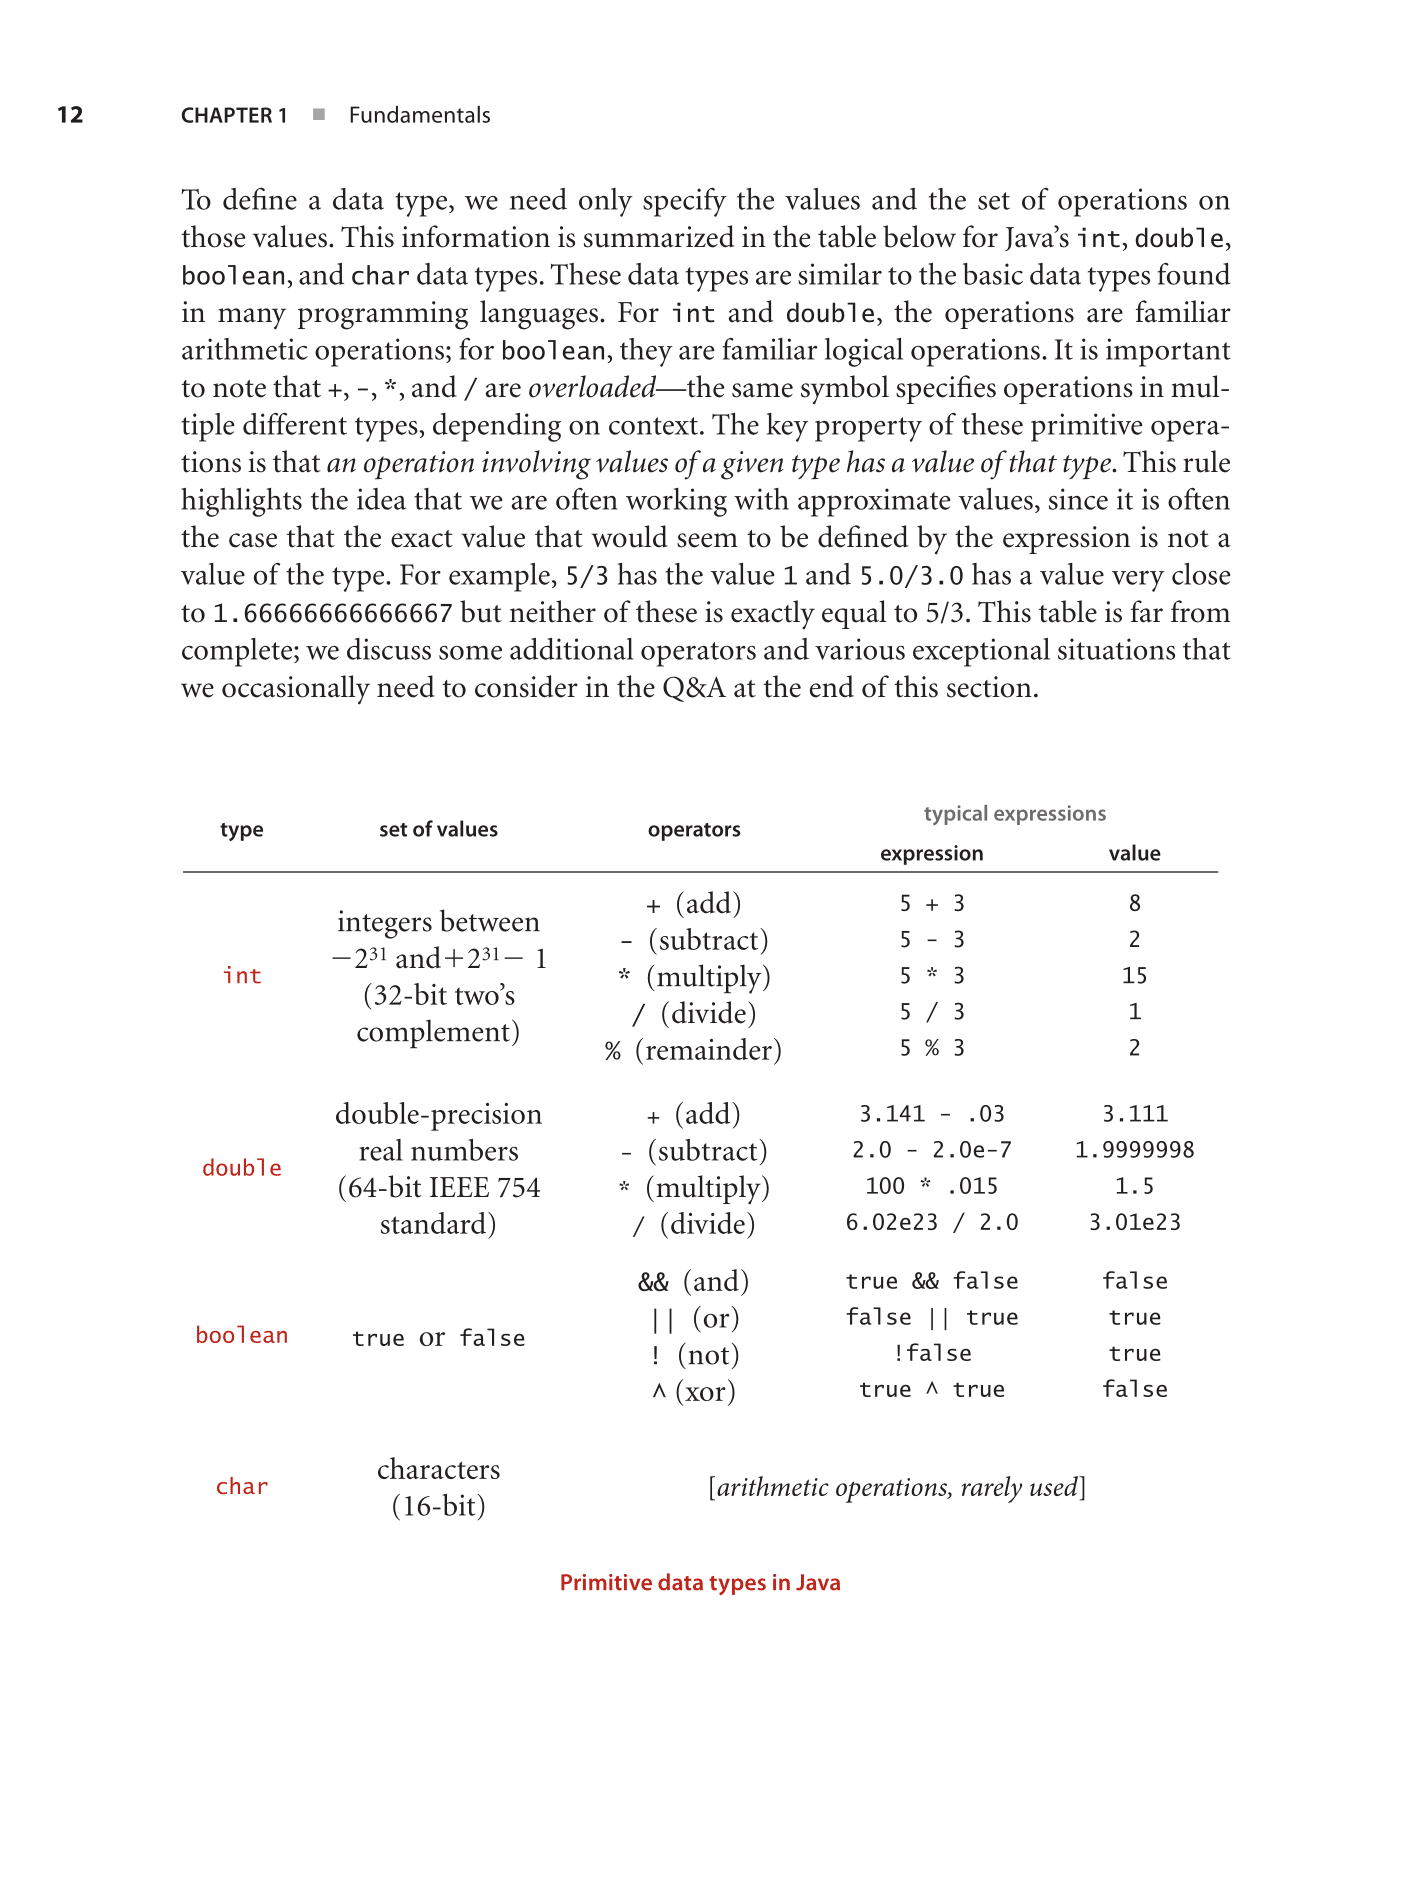 12 CHAPTER 1 ■ Fundamentals
To define a data type, we need only specify the values and the set of operations on
those values. This information is summarized in the table below for Java’s int, double,
boolean, and char data types. These data types are similar to the basic data types found
in many programming languages. For int and double, the operations are familiar
arithmetic operations; for boolean, they are familiar logical operations. It is important
to note that +, -, *, and / are overloaded—the same symbol specifies operations in mul-
tiple different types, depending on context. The key property of these primitive opera-
tions is that an operation involving values of a given type has a value of that type. This rule
highlights the idea that we are often working with approximate values, since it is often
the case that the exact value that would seem to be defined by the expression is not a
value of the type. For example, 5/3 has the value 1 and 5.0/3.0 has a value very close
to 1.66666666666667 but neither of these is exactly equal to 5/3. This table is far from
complete; we discuss some additional operators and various exceptional situations that
we occasionally need to consider in the Q&A at the end of this section.
typical expressions
type set of values operators expression value
int
integers between
−2³¹ and+2³¹− 1
(32-bit two’s
complement)
+ (add) 5 + 3 8
- (subtract) 5 - 3 2
* (multiply) 5 * 3 15
/ (divide) 5 / 3 1
% (remainder) 5 % 3 2
double
double-precision
real numbers
(64-bit IEEE 754
standard)
+ (add) 3.141 - .03 3.111
- (subtract) 2.0 - 2.0e-7 1.9999998
* (multiply) 100 * .015 1.5
/ (divide) 6.02e23 / 2.0 3.01e23
boolean
true or false
&& (and) true && false false
|| (or) false || true true
! (not) !false true
^ (xor) true ^ true false
char
characters
(16-bit)
[arithmetic operations, rarely used]
Primitive data types in Java